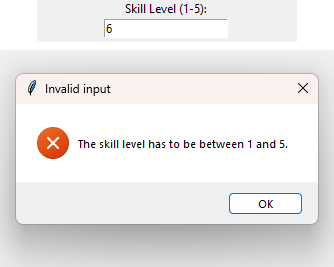 Skill Level (1-5):
6
Invalid input
The skill level has to be between 1 and 5.
OK